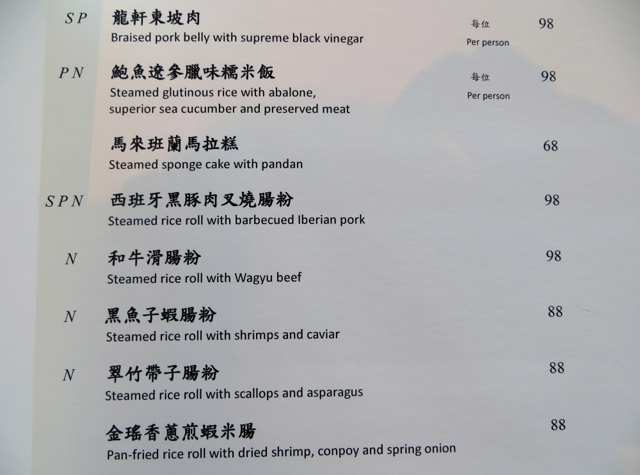 SP 龍軒東坡肉 每位 98
Braised pork belly with supreme black vinegar Per person
PN 鮑魚遼參臘味糯米飯 每位 98
Steamed glutinous rice with abalone, Per person
superior sea cucumber and preserved meat
馬來班蘭馬拉糕 68
Steamed sponge cake with pandan
SPN 西班牙黑豚肉叉燒腸粉 98
Steamed rice roll with barbecued Iberian pork
N 和牛滑腸粉 98
Steamed rice roll with Wagyu beef
N 黑魚子蝦腸粉 88
Steamed rice roll with shrimps and caviar
N 翠竹帶子腸粉 88
Steamed rice roll with scallops and asparagus
金瑤香蔥煎蝦米腸 88
Pan-fried rice roll with dried shrimp, conpoy and spring onion